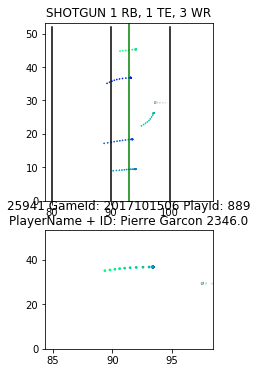 SHOTGUN 1 RB, 1 TE, 3 WR
50
40
30
20
10
0
80 90 100
25941 GameId: 2017101506 PlayId: 889
PlayerName + ID: Pierre Garcon 2346.0
40
20
0
85 90 95